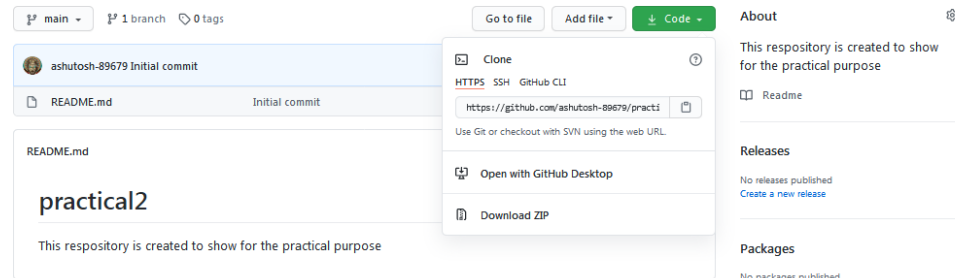 main
1 branch
0 tags
Go to file
Add file
Code
ashutosh-89679 Initial commit
README.md
Initial commit
Clone
HTTPS SSH GitHub CLI
https://github.com/ashutosh-89679/practi
Use Git or checkout with SVN using the web URL.
Open with GitHub Desktop
Download ZIP
README.md
practical2
This respository is created to show for the practical purpose
About
This respository is created to show
for the practical purpose
Readme
Releases
No releases published
Create a new release
Packages
No packages published